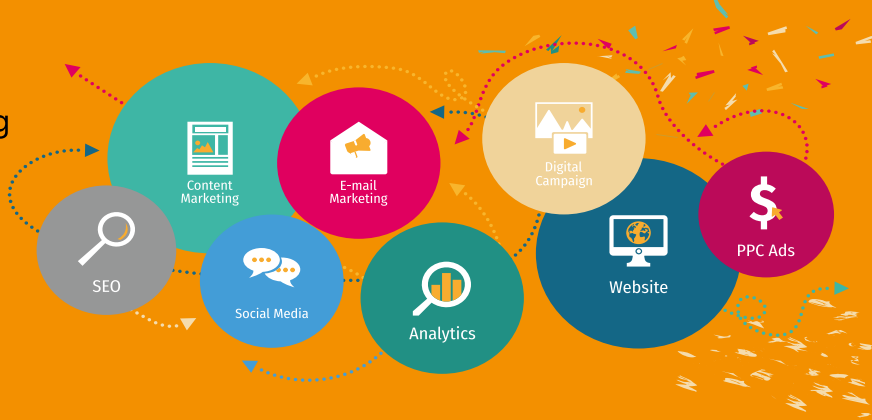 g
Content
Marketing
E-mail
Marketing
Digital
Campaign
SEO
Social Media
Analytics
Website
PPC Ads